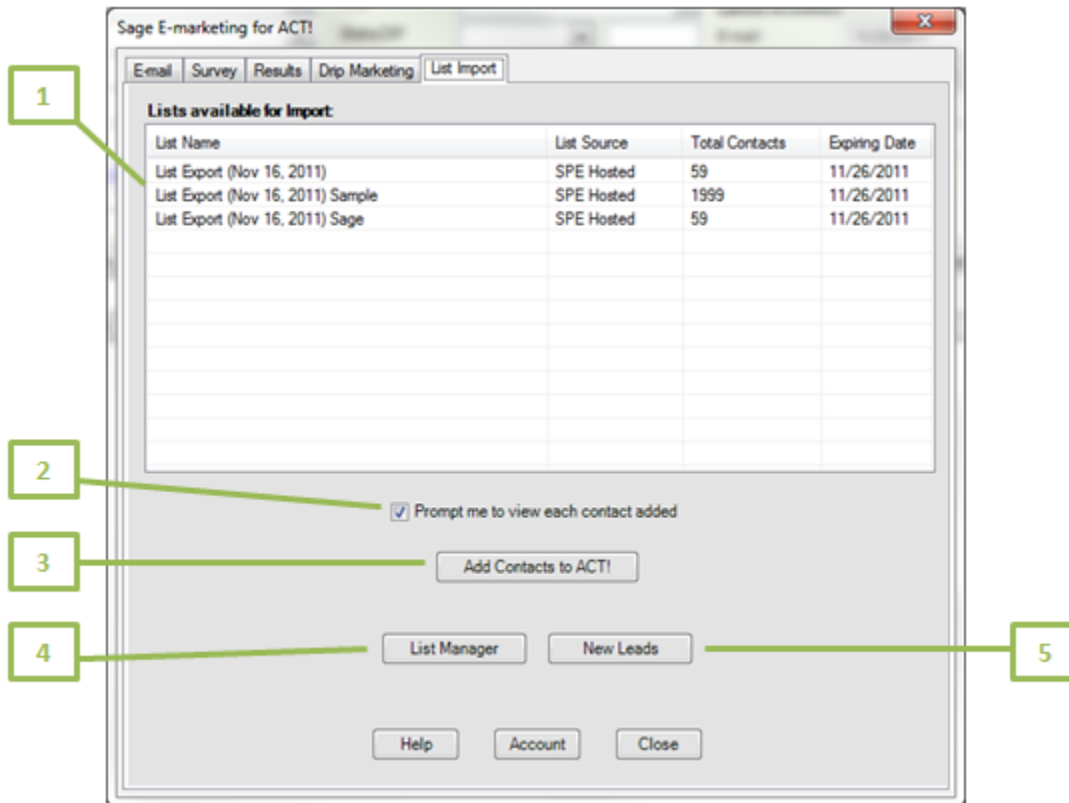 Sage E-marketing for ACT!
E-mail Survey Results Drip Marketing List Import
1
Lists available for Import:
List Name List Source Total Contacts Expiring Date
List Export (Nov 16, 2011) SPE Hosted 59 11/26/2011
List Export (Nov 16, 2011) Sample SPE Hosted 1999 11/26/2011
List Export (Nov 16, 2011) Sage SPE Hosted 59 11/26/2011
2
Prompt me to view each contact added
3
Add Contacts to ACT!
4
List Manager New Leads
5
Help Account Close